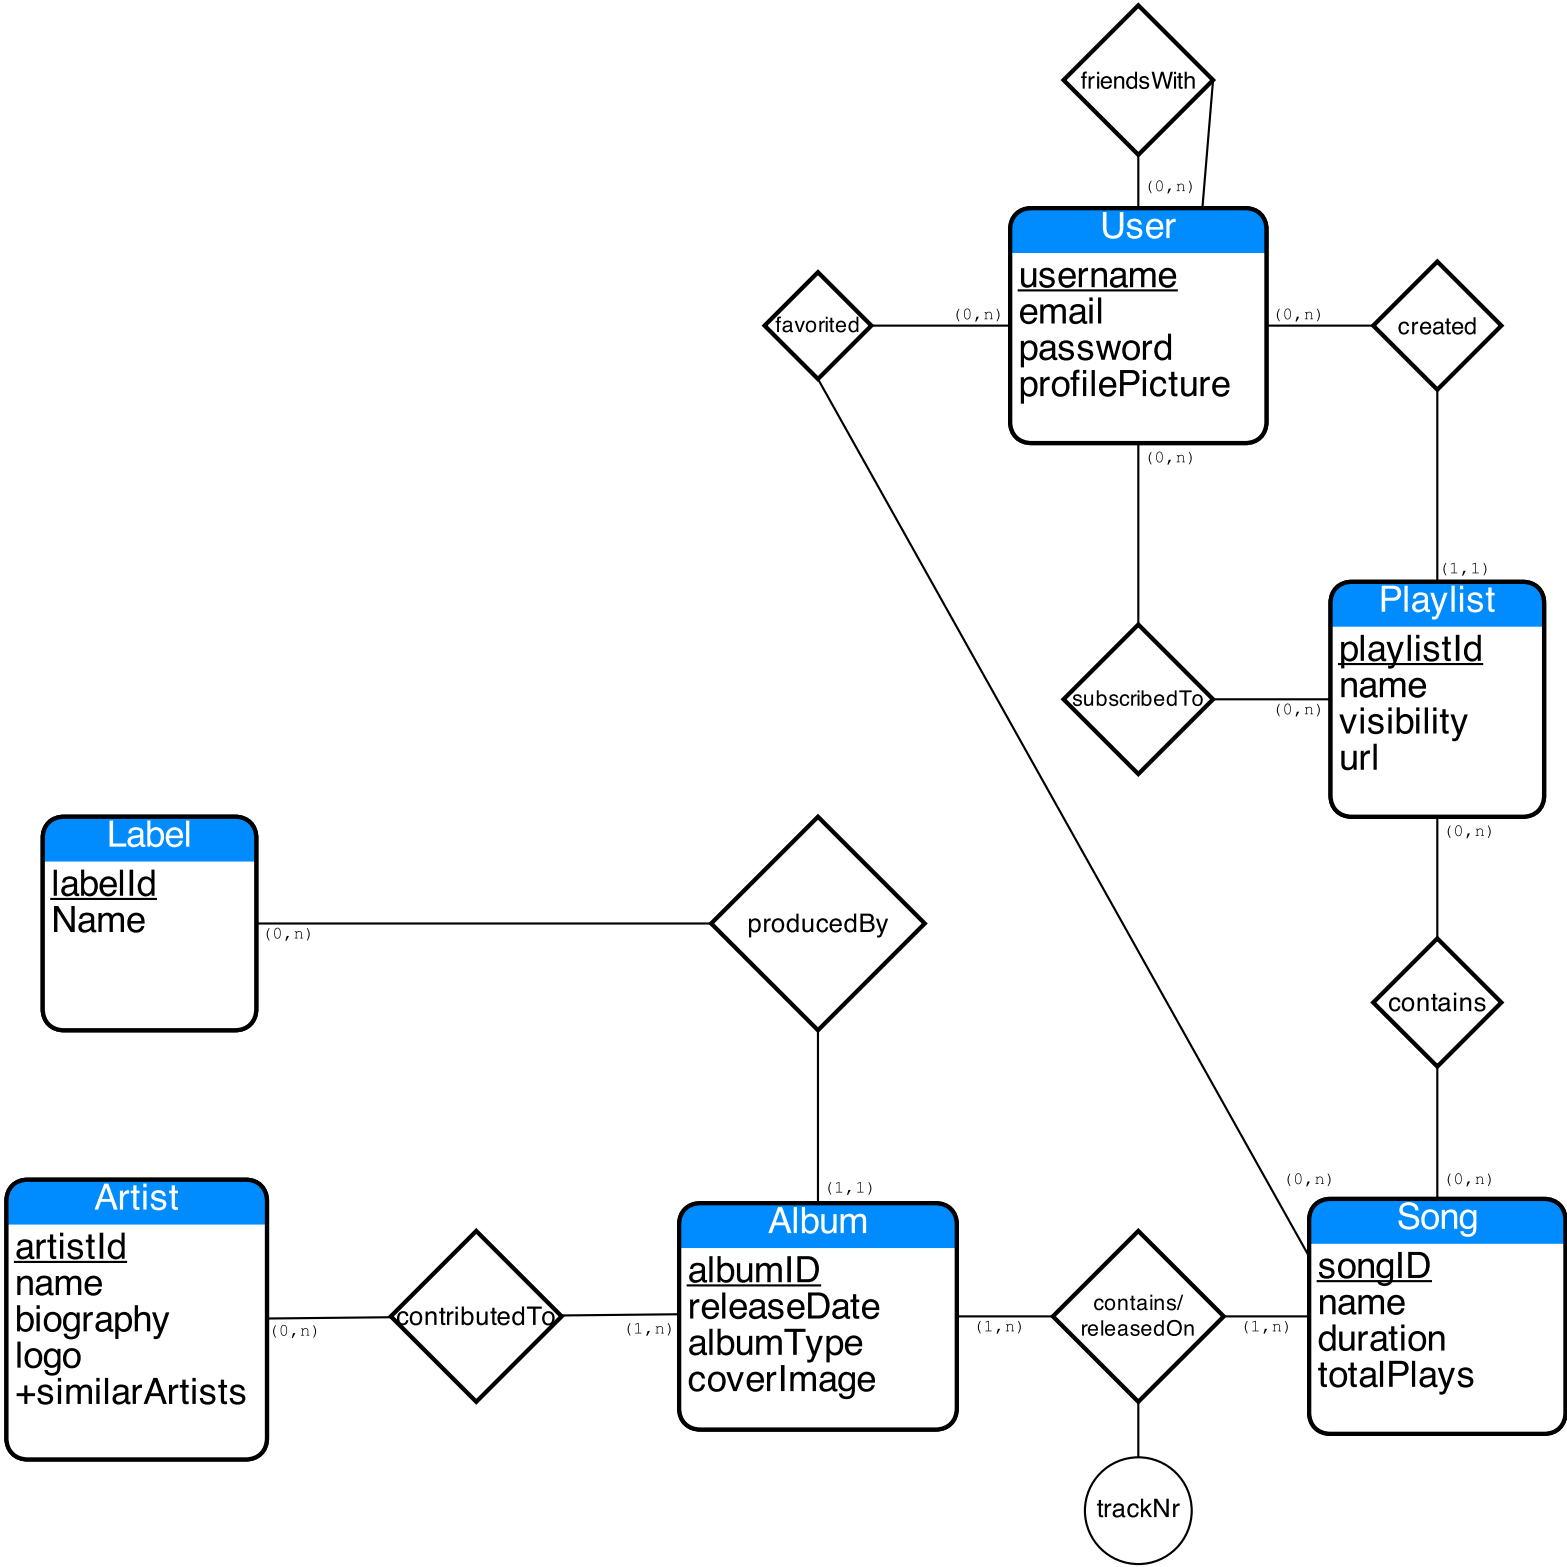 friendsWith
(0,n)
User
username
email
password
profilePicture
(0,n)
favorited
(0,n)
created
(0,n)
(1,1)
Playlist
playlistId
name
visibility
url
subscribedTo
(0,n)
(0,n)
Label
labelId
Name
(0,n)
producedBy
contains
(1,1)
(0,n)
(0,n)
Artist
artistId
name
biography
logo
+similarArtists
(0,n)
contributedTo
(1,n)
Album
albumID
releaseDate
albumType
coverImage
(1,n)
contains/
releasedOn
(1,n)
Song
songID
name
duration
totalPlays
trackNr